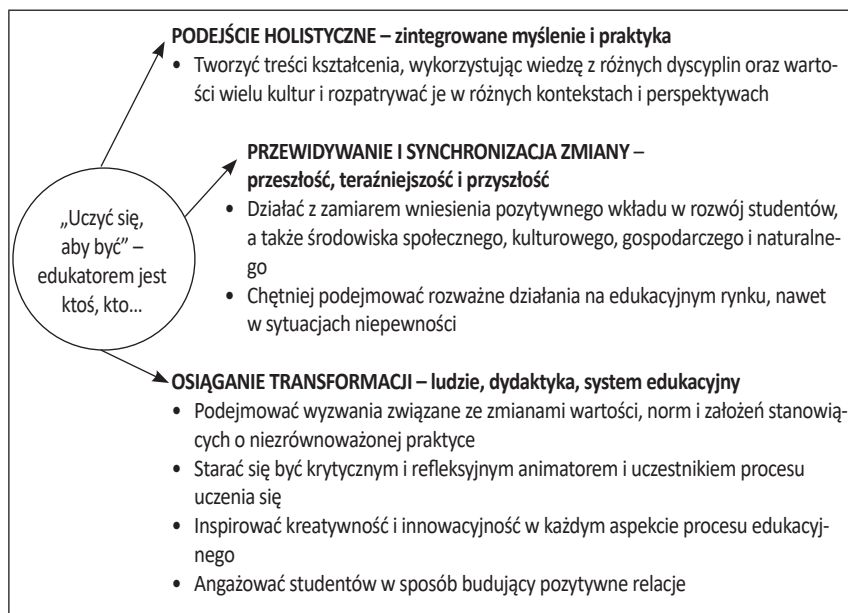 PODEJŚCIE HOLISTYCZNE – zintegrowane myślenie i praktyka
• Tworzyć treści kształcenia, wykorzystując wiedzę z różnych dyscyplin oraz warto-
ści wielu kultur i rozpatrywać je w różnych kontekstach i perspektywach
PRZEWIDYWANIE I SYNCHRONIZACJA ZMIANY –
przeszłość, teraźniejszość i przyszłość
• Działać z zamiarem wniesienia pozytywnego wkładu w rozwój studentów,
a także środowiska społecznego, kulturowego, gospodarczego i naturalne-
go
• Chętniej podejmować rozważne działania na edukacyjnym rynku, nawet
w sytuacjach niepewności
„Uczyć się,
aby być” –
edukatorem jest
ktoś, kto...
OSIĄGANIE TRANSFORMACJI – ludzie, dydaktyka, system edukacyjny
• Podejmować wyzwania związane ze zmianami wartości, norm i założeń stanowią-
cych o niezrównoważonej praktyce
• Starać się być krytycznym i refleksyjnym animatorem i uczestnikiem procesu
uczenia się
• Inspirować kreatywność i innowacyjność w każdym aspekcie procesu edukacyj-
nego
• Angażować studentów w sposób budujący pozytywne relacje